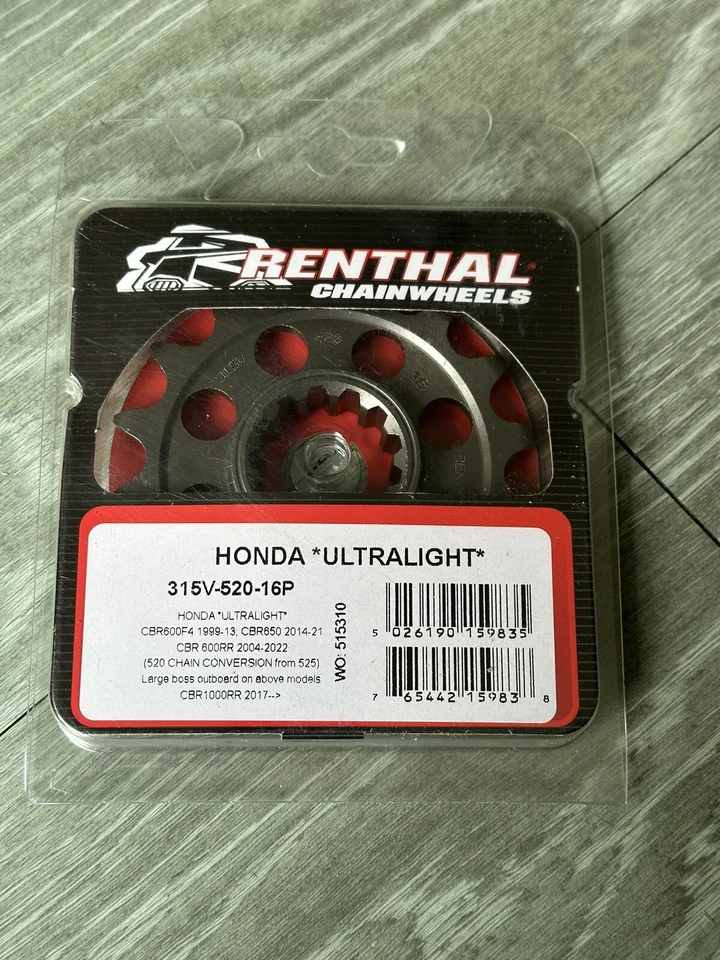 RENTHAL
CHAINWHEELS
520
16
HONDA *ULTRALIGHT*
315V-520-16P
HONDA *ULTRALIGHT*
CBR600F4 1999-13, CBR650 2014-21
CBR 600RR 2004-2022
(520 CHAIN CONVERSION from 525)
Large boss outboard on above models
CBR1000RR 2017-->
WO: 515310
5 026190 159835
7 65442 15983 8